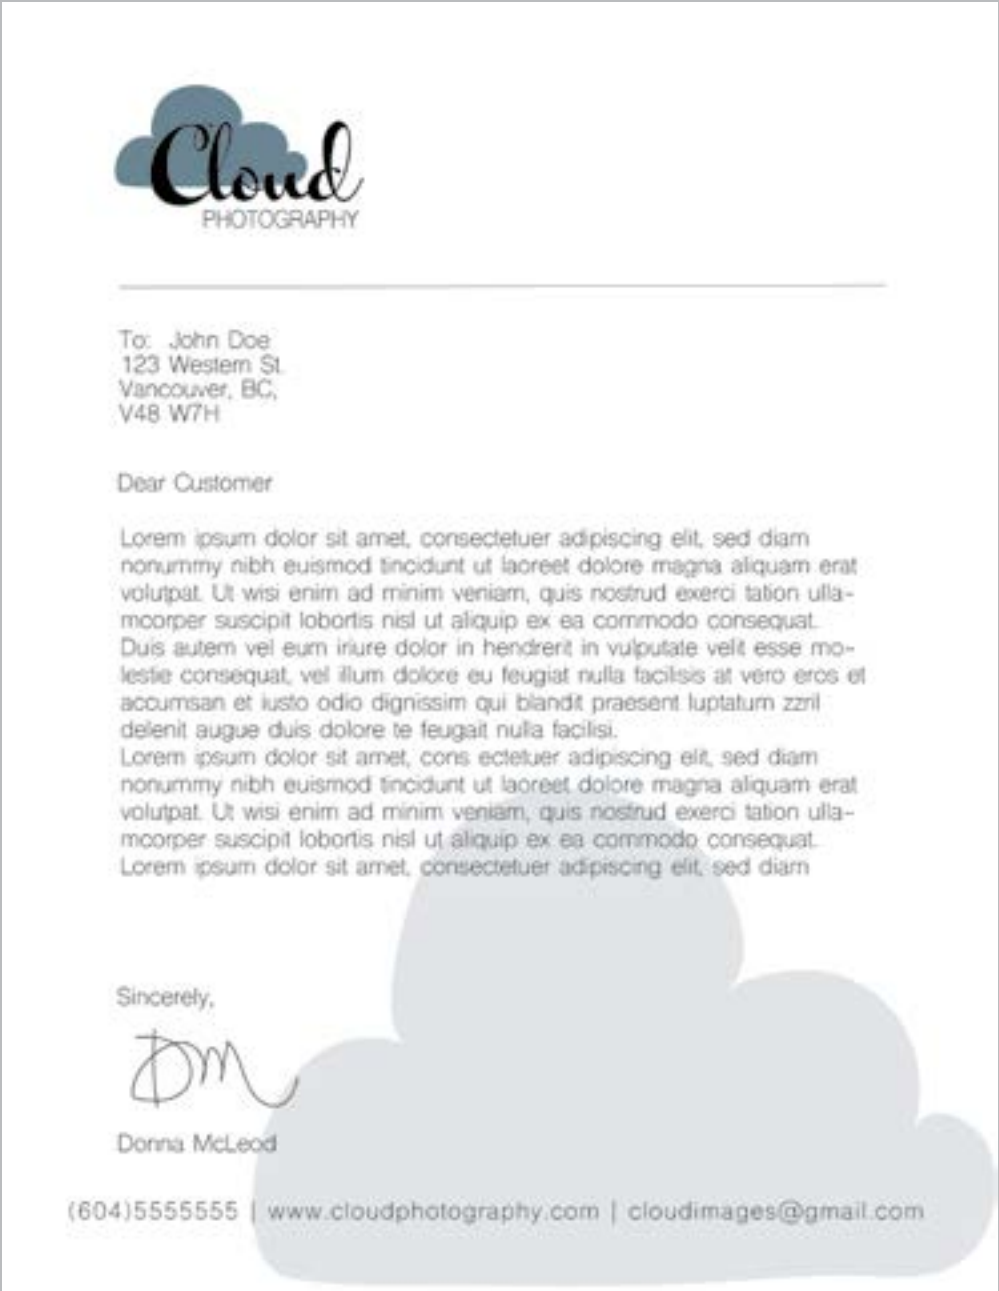 Cloud
PHOTOGRAPHY
To: John Doe
123 Western St.
Vancouver, BC,
V48 W7H
Dear Customer
Lorem ipsum dolor sit amet, consectetuer adipiscing elit, sed diam
nonummy nibh euismod tincidunt ut laoreet dolore magna aliquam erat
volutpat. Ut wisi enim ad minim veniam, quis nostrud exerci tation ulla-
mcorper suscipit lobortis nisl ut aliquip ex ea commodo consequat.
Duis autem vel eum iriure dolor in hendrerit in vulputate velit esse mo-
lestie consequat, vel illum dolore eu feugiat nulla facilisis at vero eros et
accumsan et iusto odio dignissim qui blandit praesent luptatum zzril
delenit augue duis dolore te feugait nulla facilisi.
Lorem ipsum dolor sit amet, cons ectetuer adipiscing elit, sed diam
nonummy nibh euismod tincidunt ut laoreet dolore magna aliquam erat
volutpat. Ut wisi enim ad minim veniam, quis nostrud exerci tation ulla-
mcorper suscipit lobortis nisl ut aliquip ex ea commodo consequat.
Lorem ipsum dolor sit amet, consectetuer adipiscing elit, sed diam
Sincerely,
DM
Donna McLeod
(604)5555555 | www.cloudphotography.com | cloudimages@gmail.com